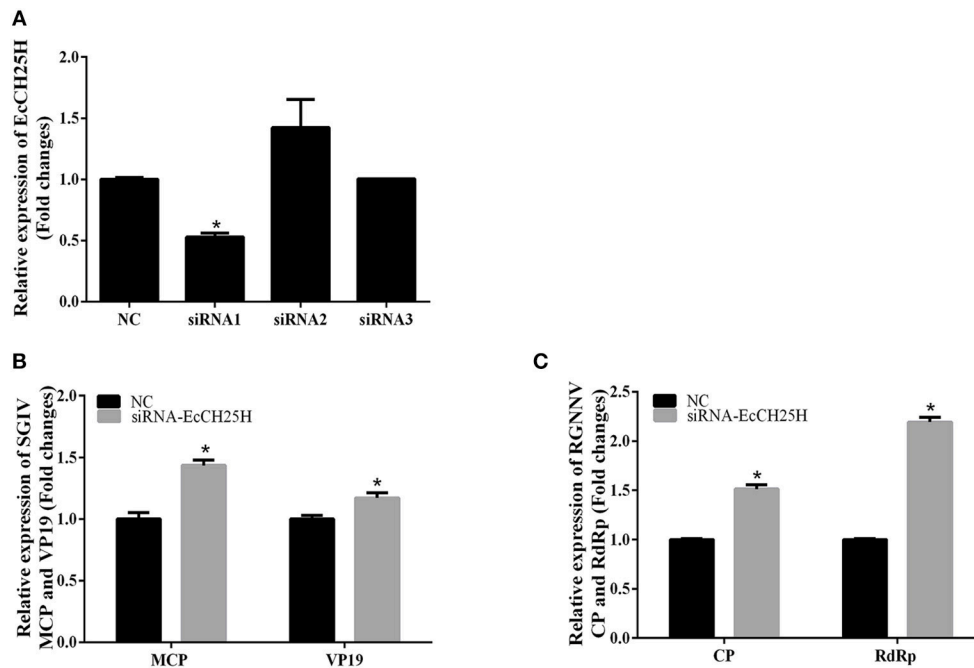 A
Relative expression of EcCH25H
(Fold changes)
2.0
1.5
1.0
0.5
0.0
*
NC
siRNA1
siRNA2
siRNA3
B
Relative expression of SGIV
MCP and VP19 (Fold changes)
2.0
1.5
1.0
0.5
0.0
NC
siRNA-EcCH25H
*
*
MCP
VP19
C
Relative expression of RGNNV
CP and RdRp (Fold changes)
2.5
2.0
1.5
1.0
0.5
0.0
NC
siRNA-EcCH25H
*
*
CP
RdRp